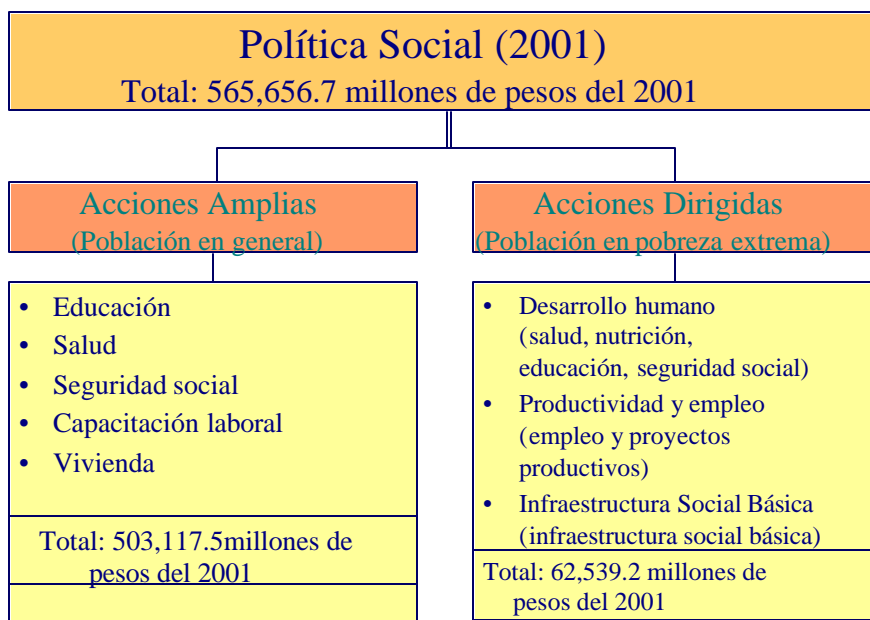 Política Social (2001)
Total: 565,656.7 millones de pesos del 2001
Acciones Amplias
(Población en general)
• Educación
• Salud
• Seguridad social
• Capacitación laboral
• Vivienda
Total: 503,117.5millones de
pesos del 2001
Acciones Dirigidas
(Población en pobreza extrema)
• Desarrollo humano
(salud, nutrición,
educación, seguridad social)
• Productividad y empleo
(empleo y proyectos
productivos)
• Infraestructura Social Básica
(infraestructura social básica)
Total: 62,539.2 millones de
pesos del 2001